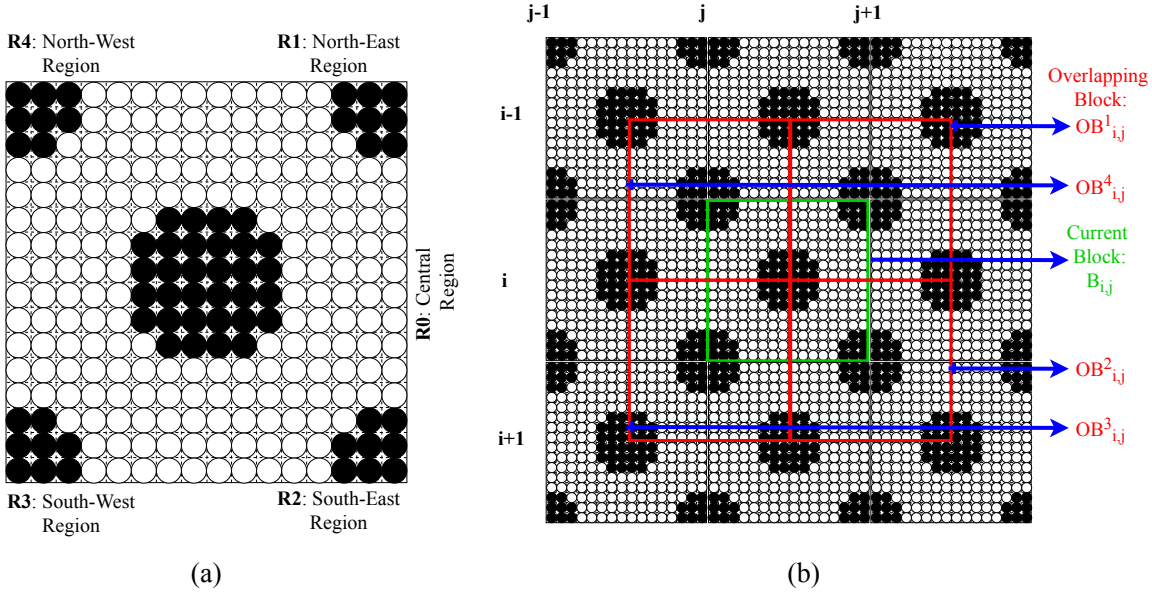 R4: North-West
Region
R1: North-East
Region
R0: Central
Region
R3: South-West
Region
R2: South-East
Region
(a)
j-1
j
j+1
i-1
i
i+1
Overlapping
Block:
OB¹i,j
OB⁴i,j
Current
Block:
Bi,j
OB²i,j
OB³i,j
(b)